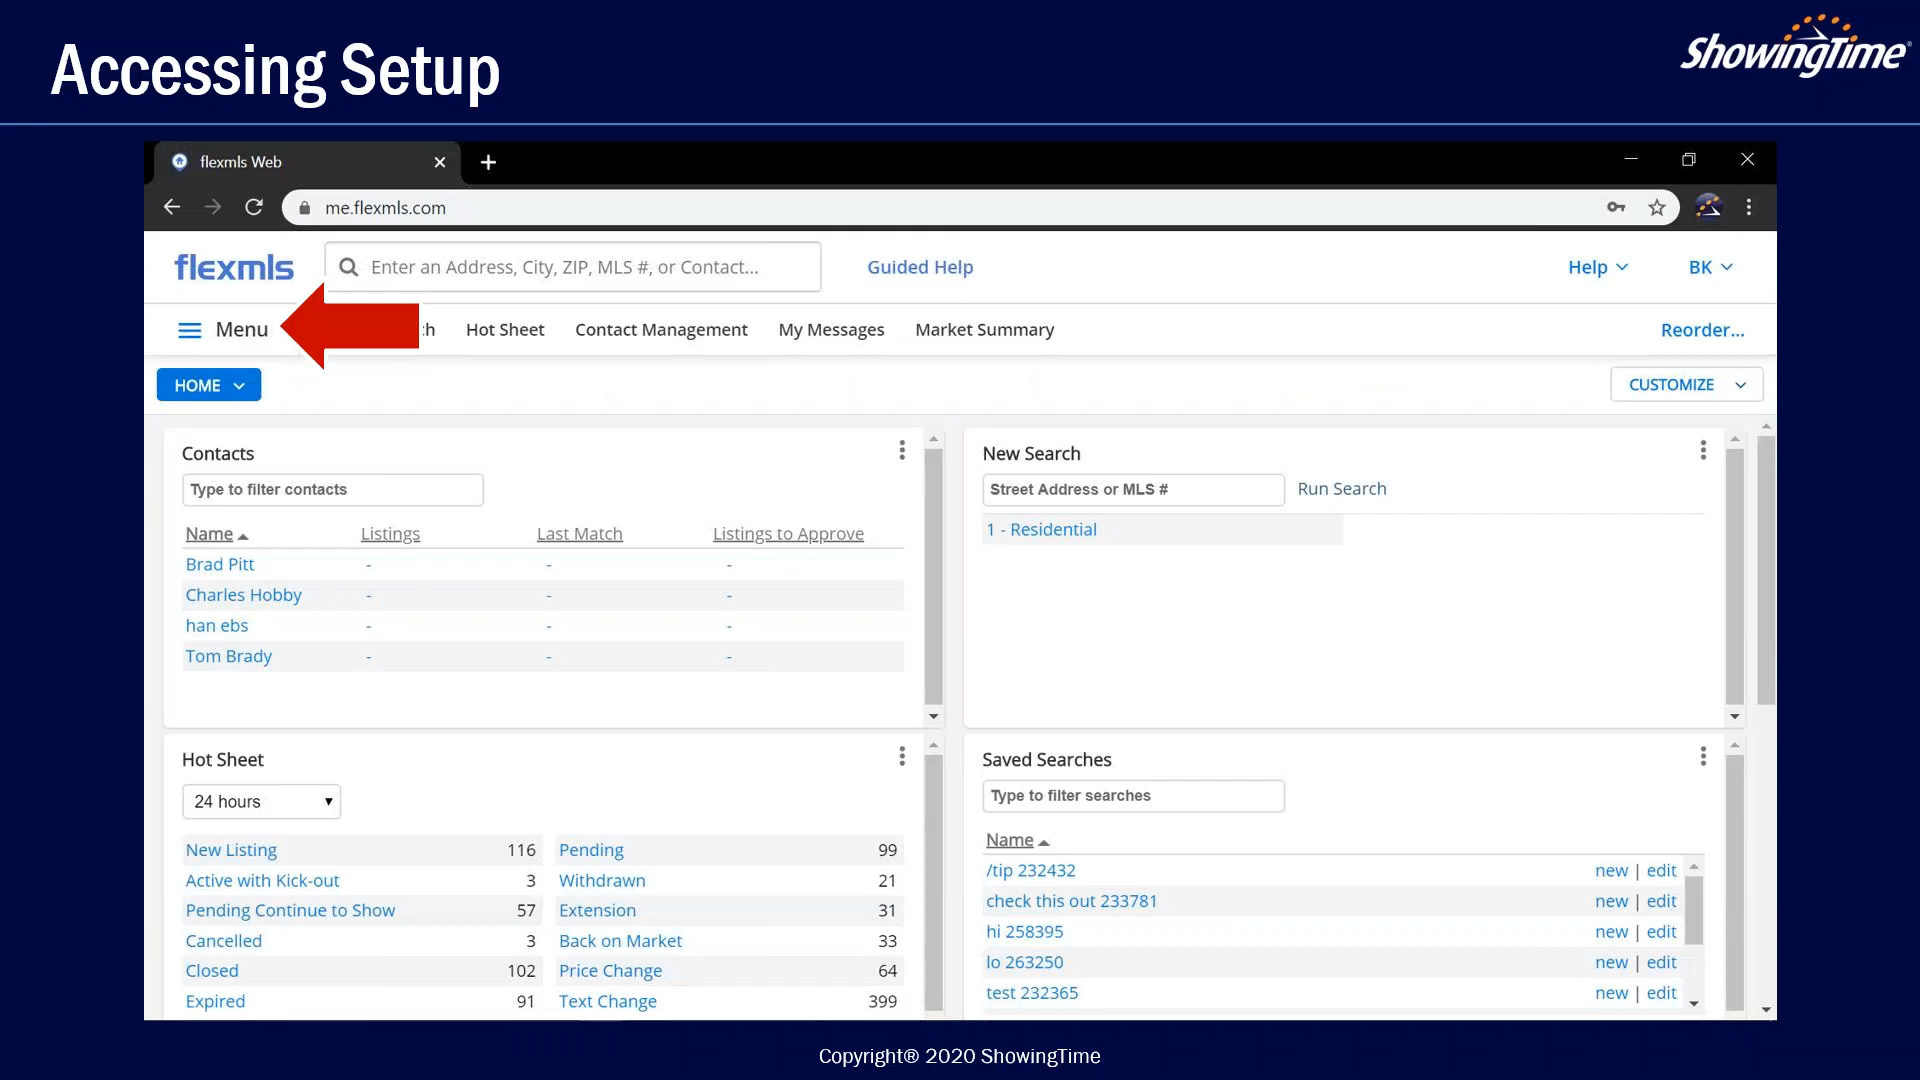 Accessing Setup
ShowingTime®
flexmls Web
me.flexmls.com
flexmls
Enter an Address, City, ZIP, MLS #, or Contact...
Guided Help
Help
BK
Menu
Hot Sheet
Contact Management
My Messages
Market Summary
Reorder...
HOME
CUSTOMIZE
Contacts
Type to filter contacts
Name Listings Last Match Listings to Approve
Brad Pitt - - -
Charles Hobby - - -
han ebs - - -
Tom Brady - - -
New Search
Street Address or MLS # Run Search
1 - Residential
Hot Sheet
24 hours
New Listing 116 Pending 99
Active with Kick-out 3 Withdrawn 21
Pending Continue to Show 57 Extension 31
Cancelled 3 Back on Market 33
Closed 102 Price Change 64
Expired 91 Text Change 399
Saved Searches
Type to filter searches
Name
/tip 232432 new | edit
check this out 233781 new | edit
hi 258395 new | edit
lo 263250 new | edit
test 232365 new | edit
Copyright® 2020 ShowingTime